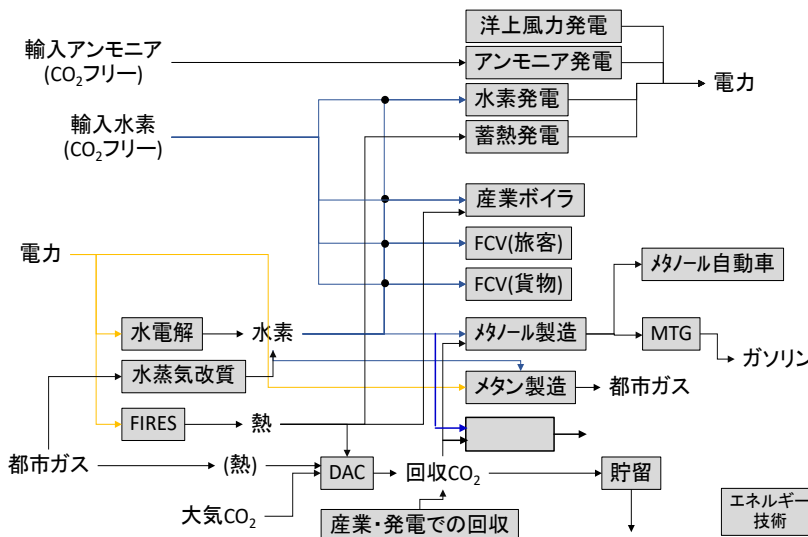 洋上風力発電
輸入アンモニア
(CO₂フリー)
アンモニア発電
電力
水素発電
輸入水素
(CO₂フリー)
蓄熱発電
産業ボイラ
電力
FCV(旅客)
ﾒﾀﾉｰﾙ自動車
FCV(貨物)
水電解
水素
ﾒﾀﾉｰﾙ製造
MTG
ガソリン
水蒸気改質
メタン製造
都市ガス
FIRES
熱
都市ガス
(熱)
DAC
回収CO₂
貯留
大気CO₂
産業・発電での回収
エネルギー
技術